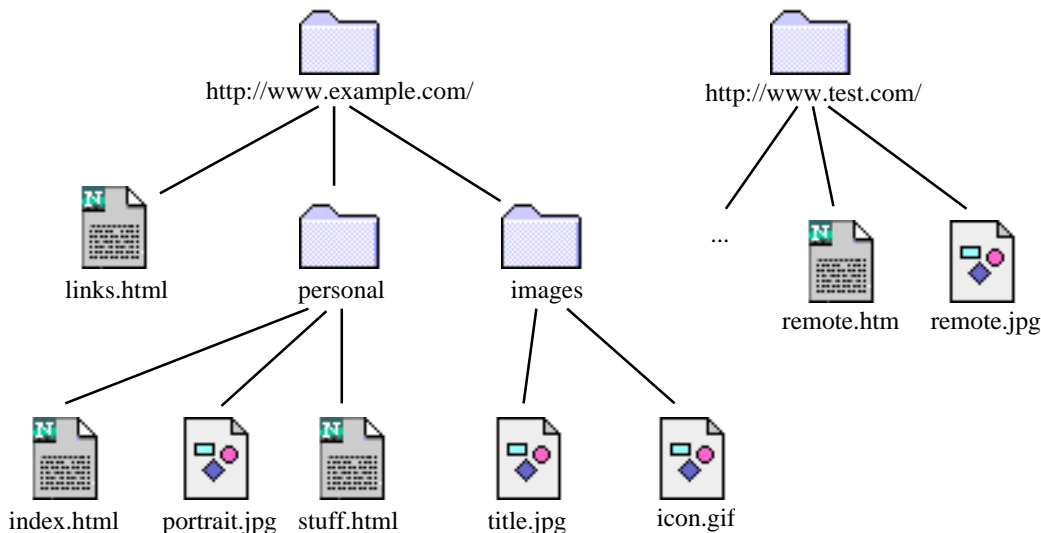 http://www.example.com/
http://www.test.com/
N
links.html
personal
images
...
N
remote.htm
remote.jpg
N
index.html
portrait.jpg
N
stuff.html
title.jpg
icon.gif